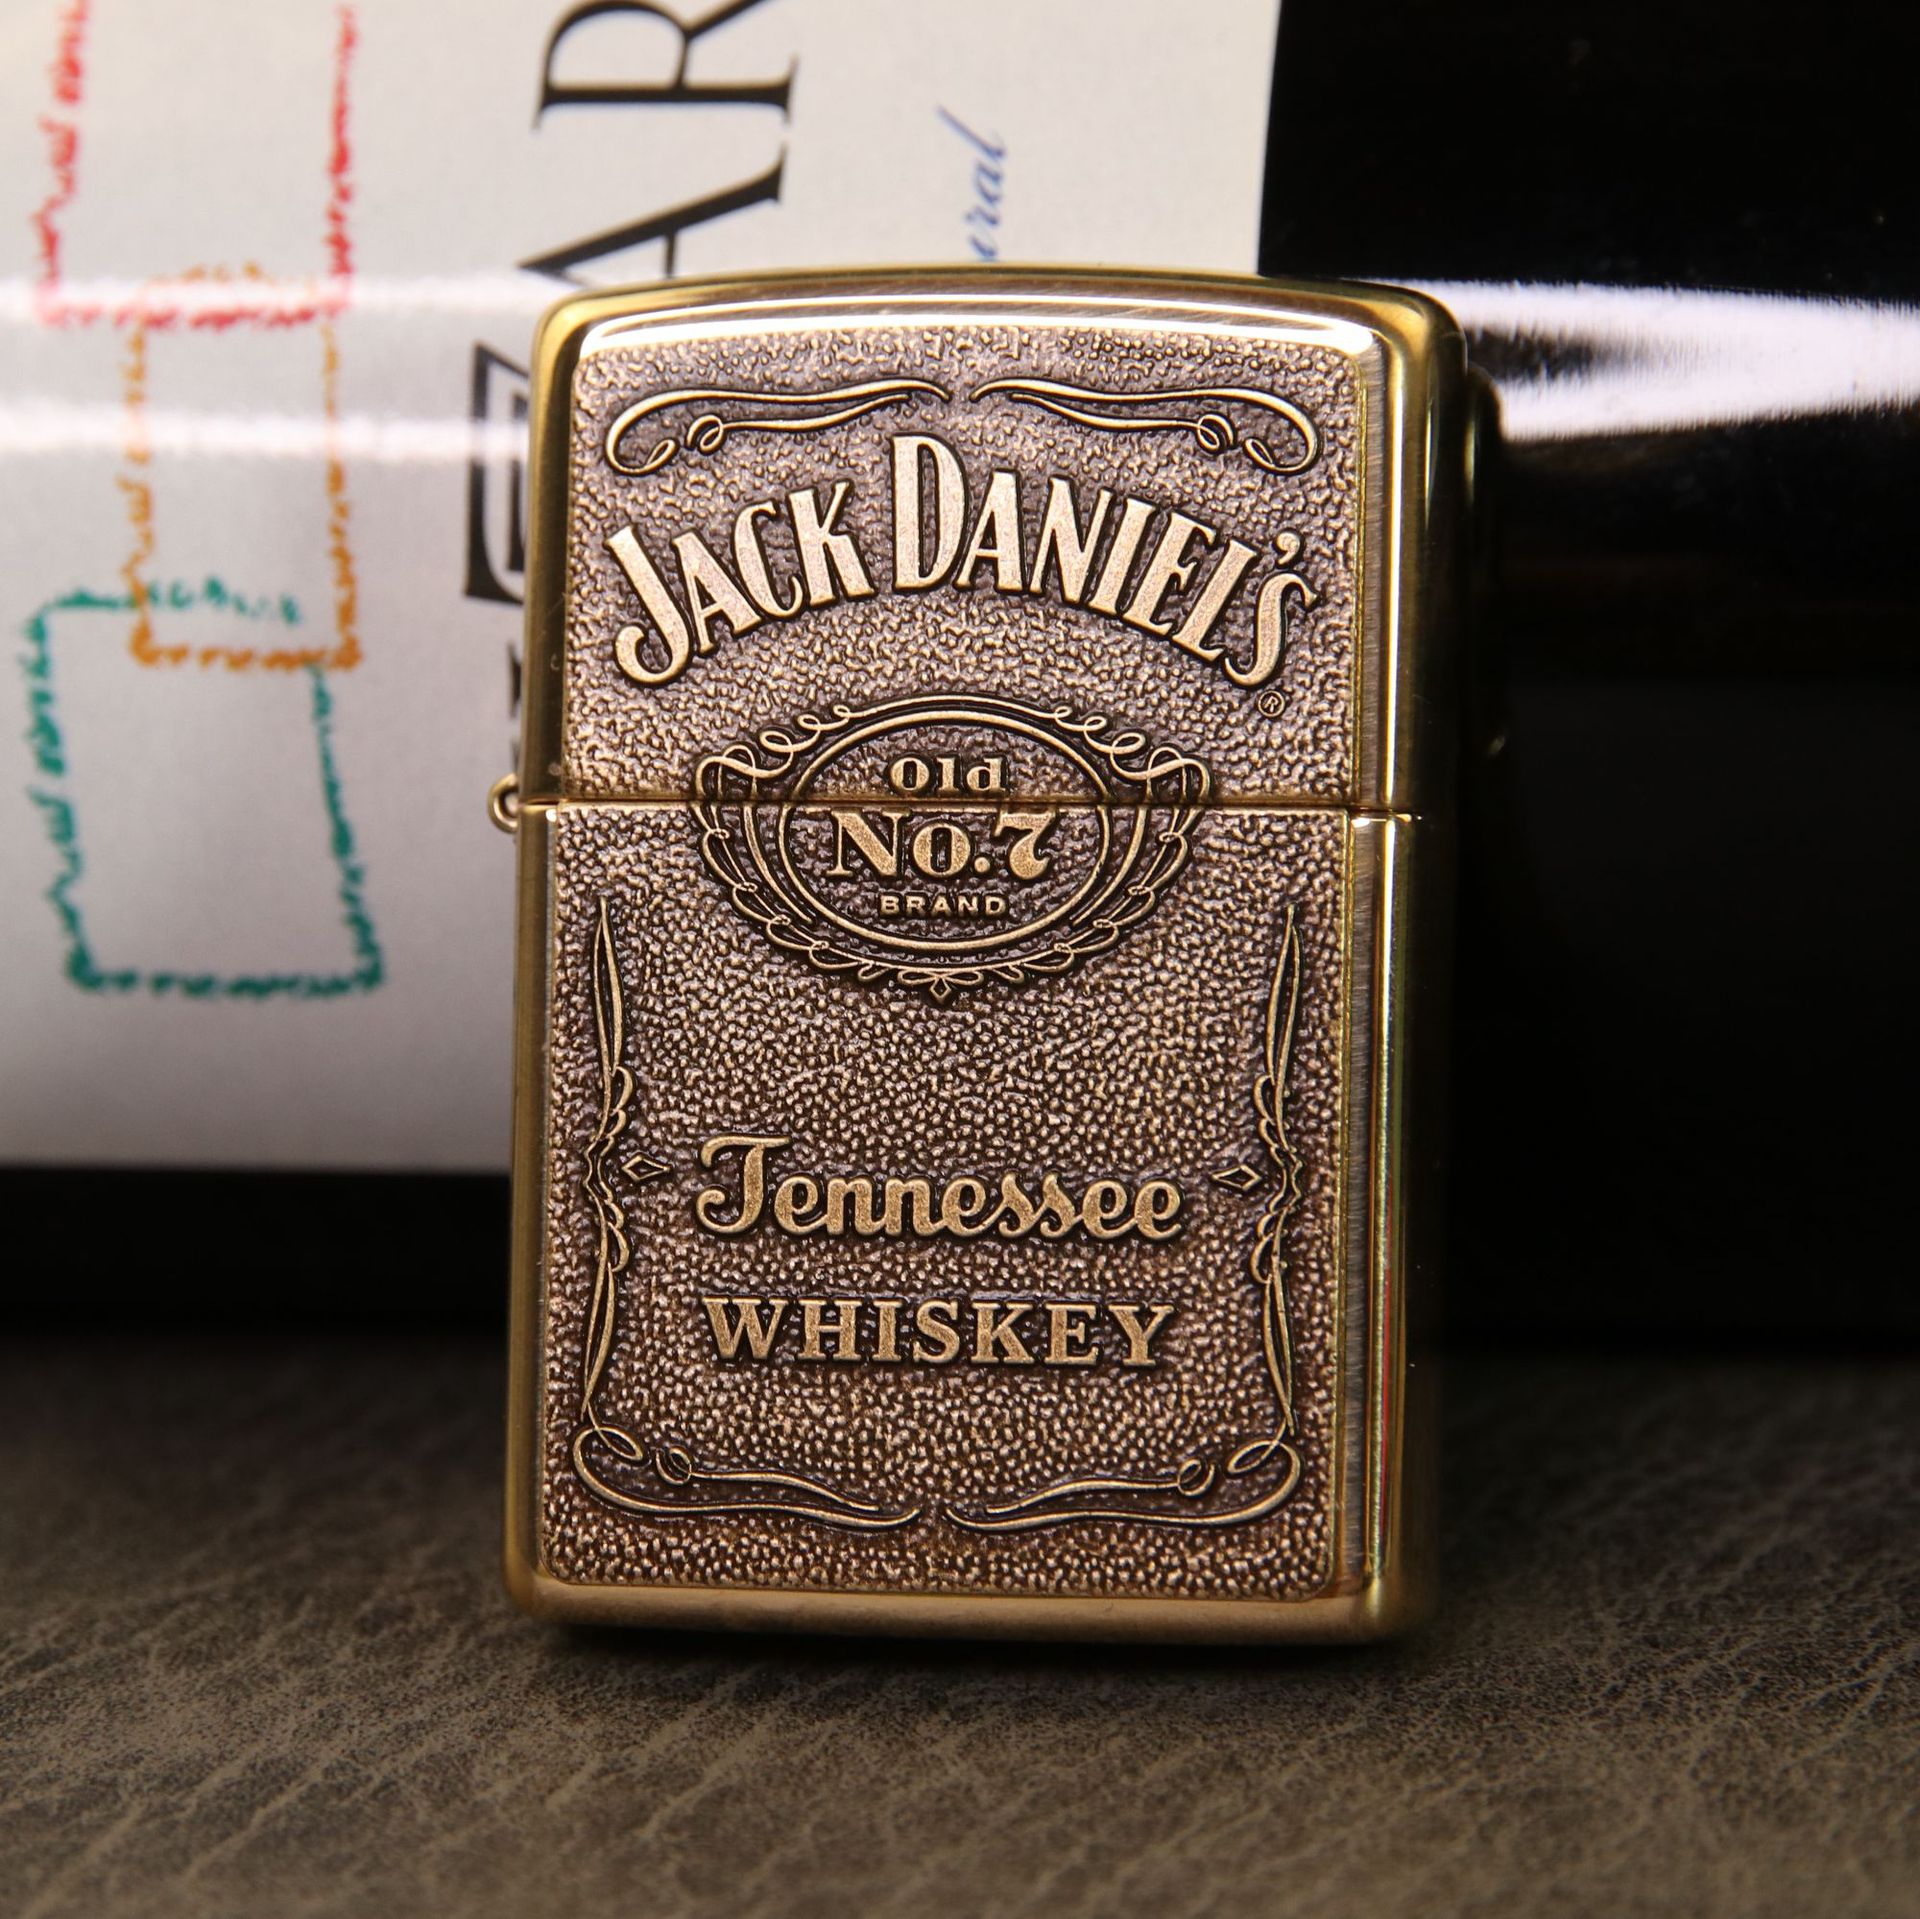 JACK DANIEL'S
®
Old
No.7
BRAND
Tennessee
WHISKEY